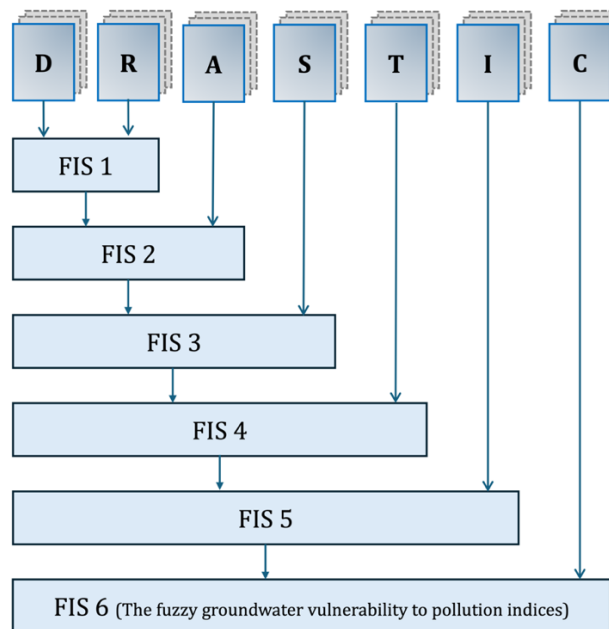 D R A S T I C
FIS 1
FIS 2
FIS 3
FIS 4
FIS 5
FIS 6 (The fuzzy groundwater vulnerability to pollution indices)